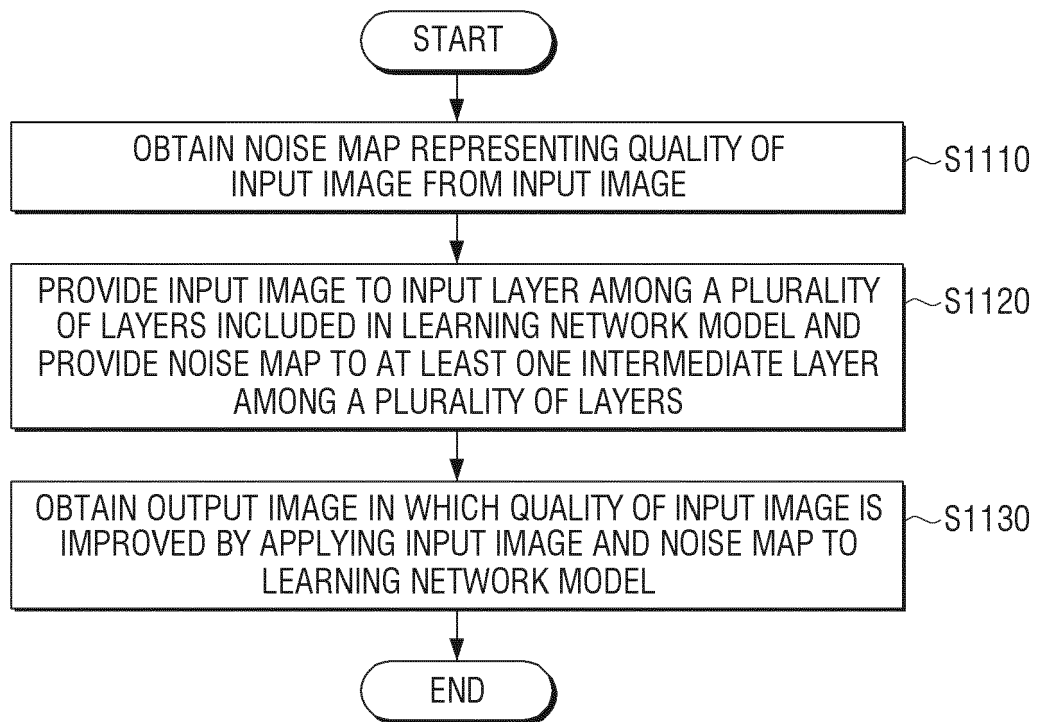 START
OBTAIN NOISE MAP REPRESENTING QUALITY OF
INPUT IMAGE FROM INPUT IMAGE
S1110
PROVIDE INPUT IMAGE TO INPUT LAYER AMONG A PLURALITY
OF LAYERS INCLUDED IN LEARNING NETWORK MODEL AND
PROVIDE NOISE MAP TO AT LEAST ONE INTERMEDIATE LAYER
AMONG A PLURALITY OF LAYERS
S1120
OBTAIN OUTPUT IMAGE IN WHICH QUALITY OF INPUT IMAGE IS
IMPROVED BY APPLYING INPUT IMAGE AND NOISE MAP TO
LEARNING NETWORK MODEL
S1130
END